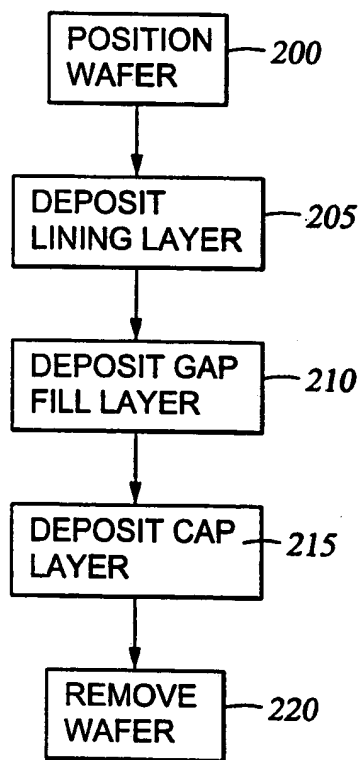 POSITION
WAFER
200
DEPOSIT
LINING LAYER
205
DEPOSIT GAP
FILL LAYER
210
DEPOSIT CAP
LAYER
215
REMOVE
WAFER
220